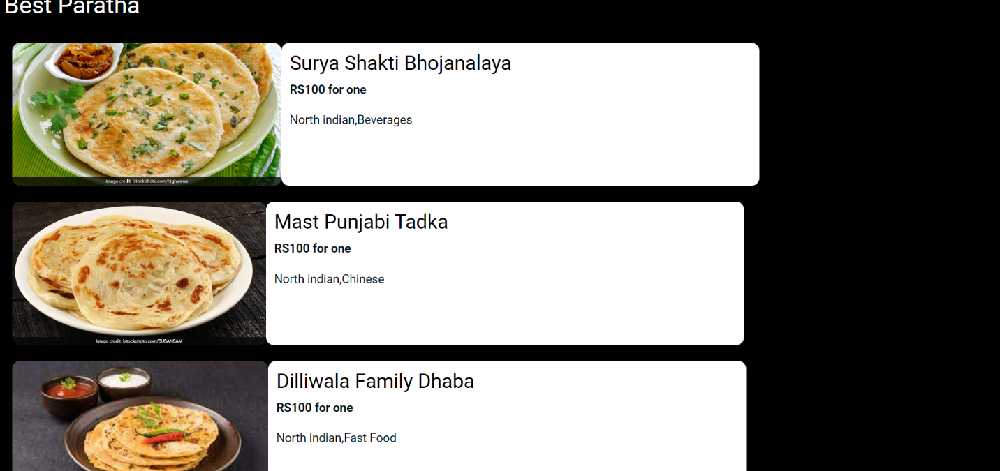 Best Paratha
Surya Shakti Bhojanalaya
RS100 for one
North indian,Beverages
Image credit: istockphoto.com/highviews
Mast Punjabi Tadka
RS100 for one
North indian,Chinese
Image credit: istockphoto.com/SUSANSAM
Dilliwala Family Dhaba
RS100 for one
North indian,Fast Food